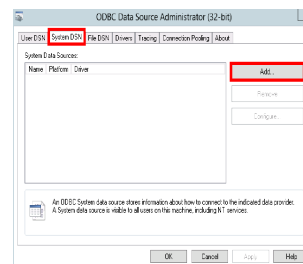 ODBC Data Source Administrator (32-bit)
User DSN System DSN File DSN Drivers Tracing Connection Pooling About
System Data Sources:
Name Platform Driver
Add...
Remove
Configure...
An ODBC System data source stores information about how to connect to the indicated data provider.
A System data source is visible to all users on this machine, including NT services.
OK Cancel Apply Help